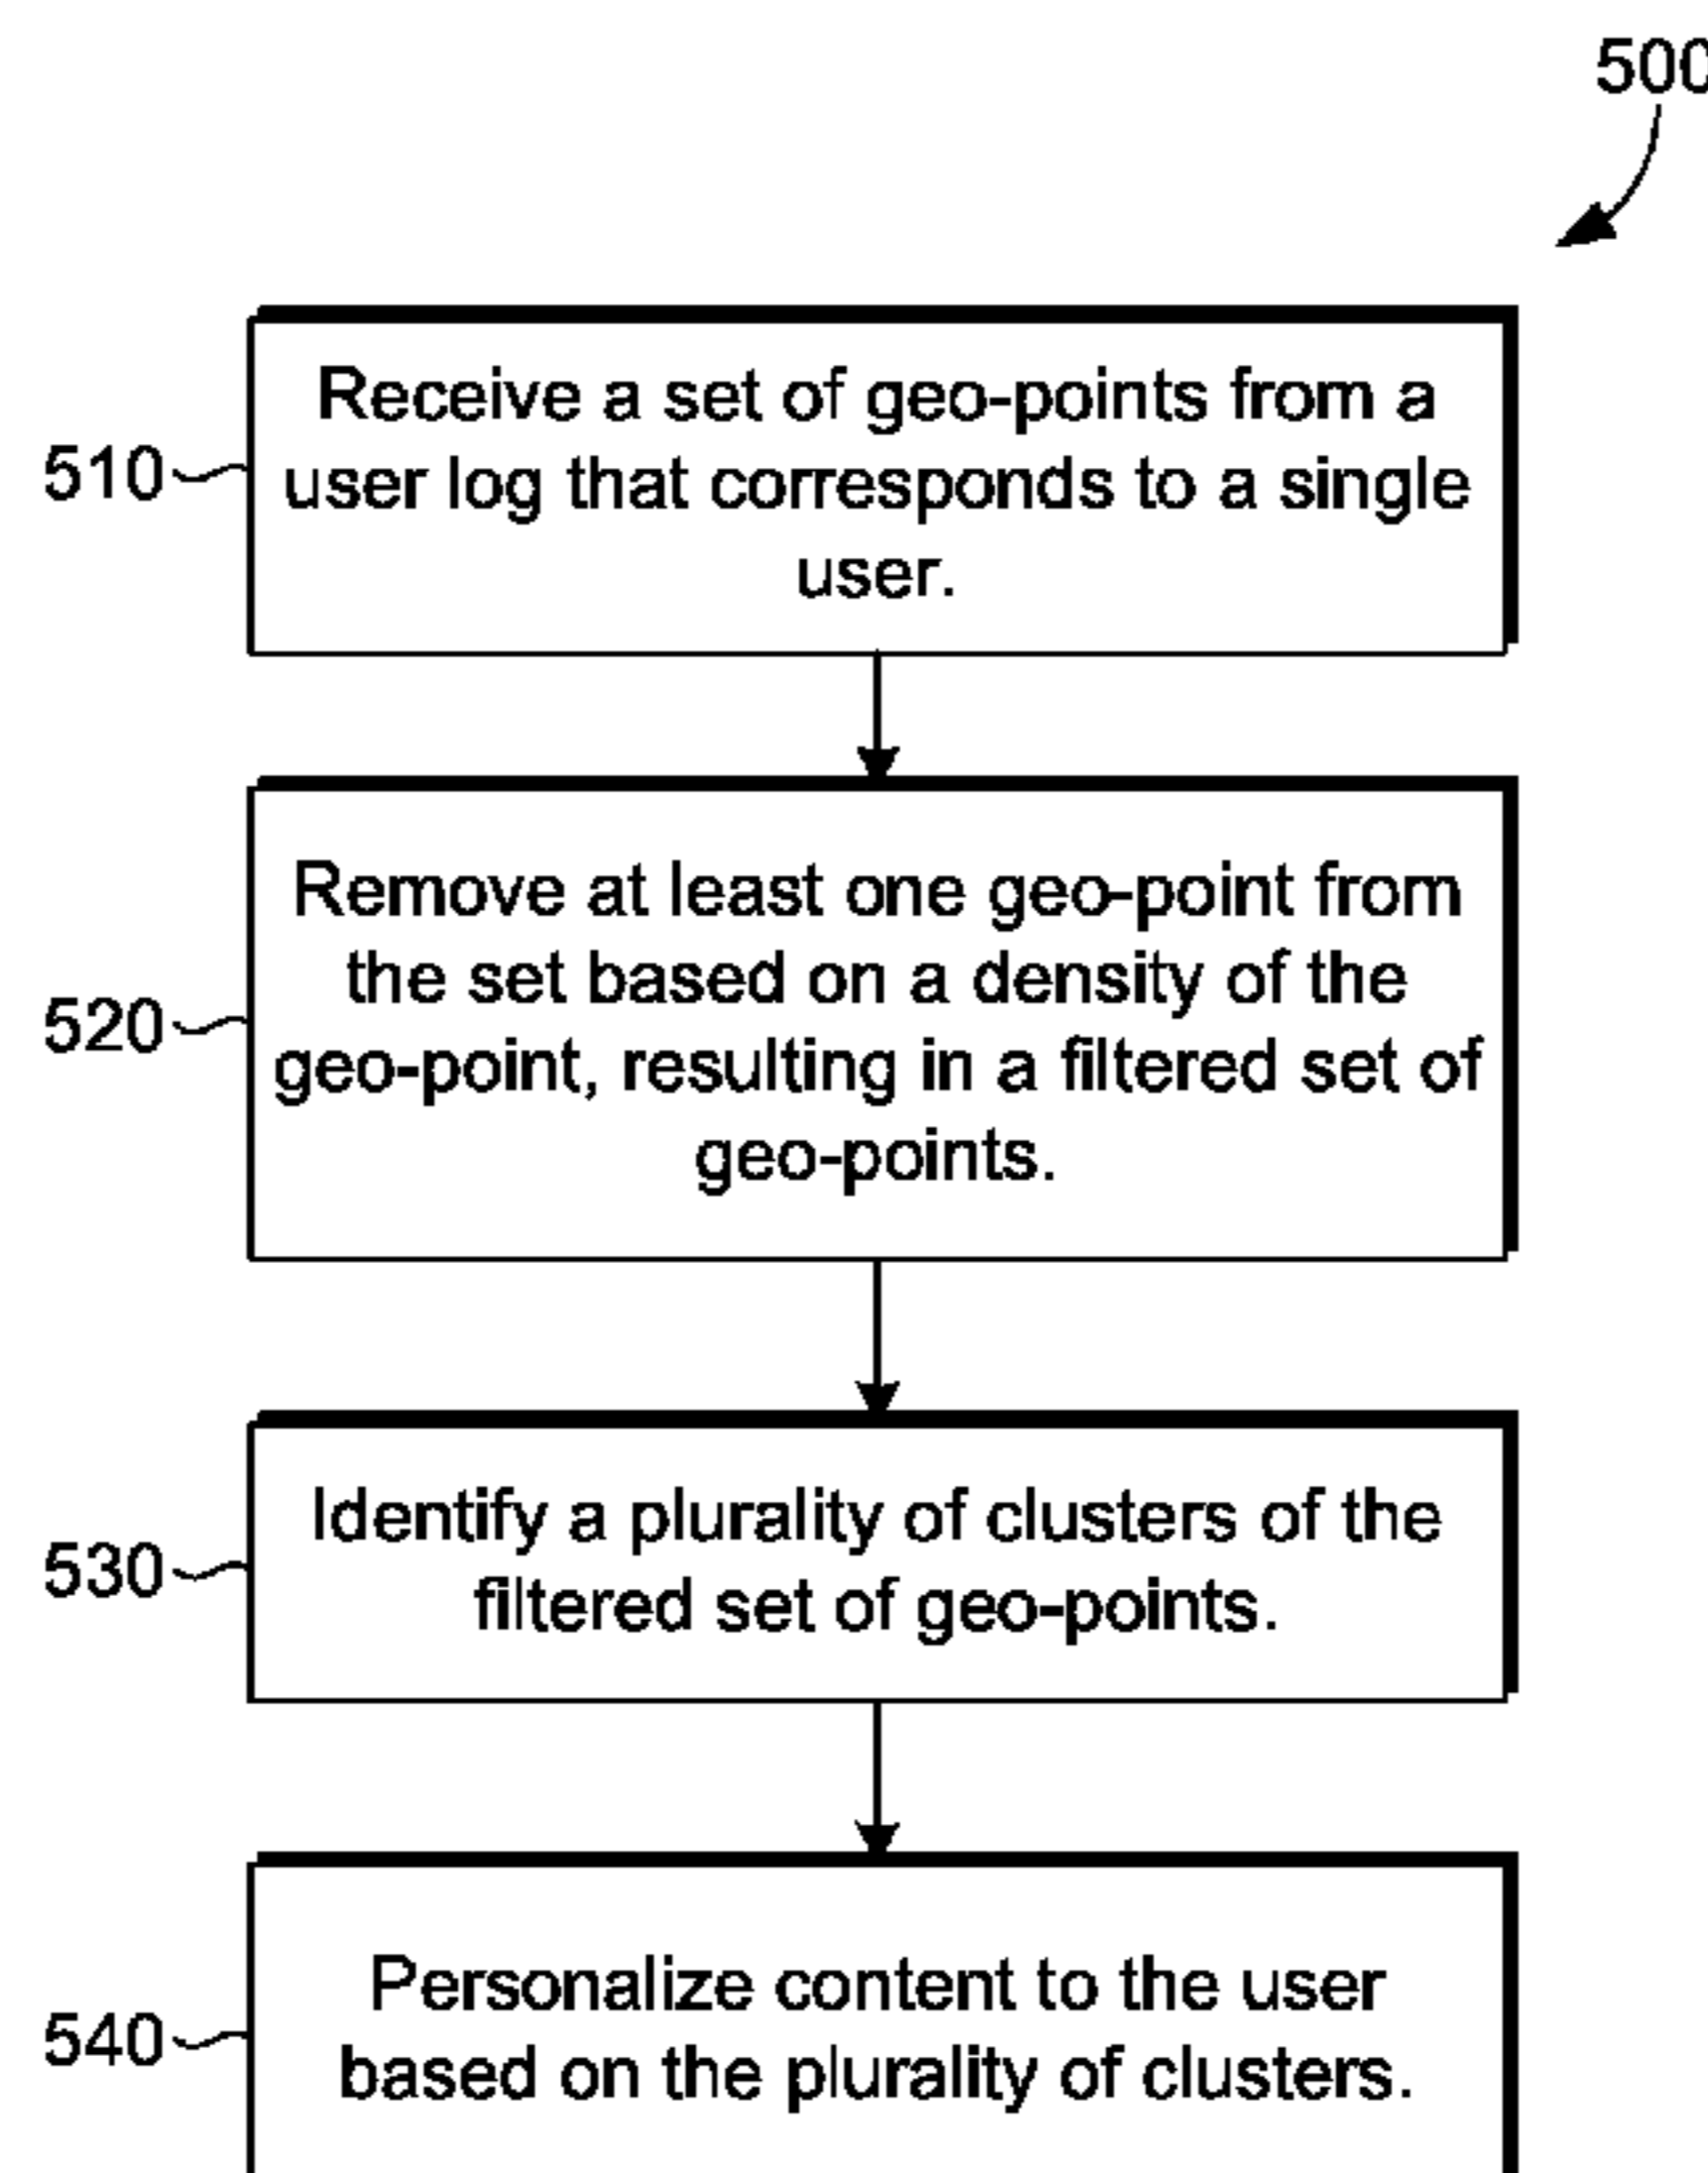 500
Receive a set of geo-points from a
510
user log that corresponds to a single
user.
Remove at least one geo-point from
the set based on a density of the
520
geo-point, resulting in a filtered set of
geo-points.
Identify a plurality of clusters of the
530
filtered set of geo-points.
Personalize content to the user
540
based on the plurality of clusters.